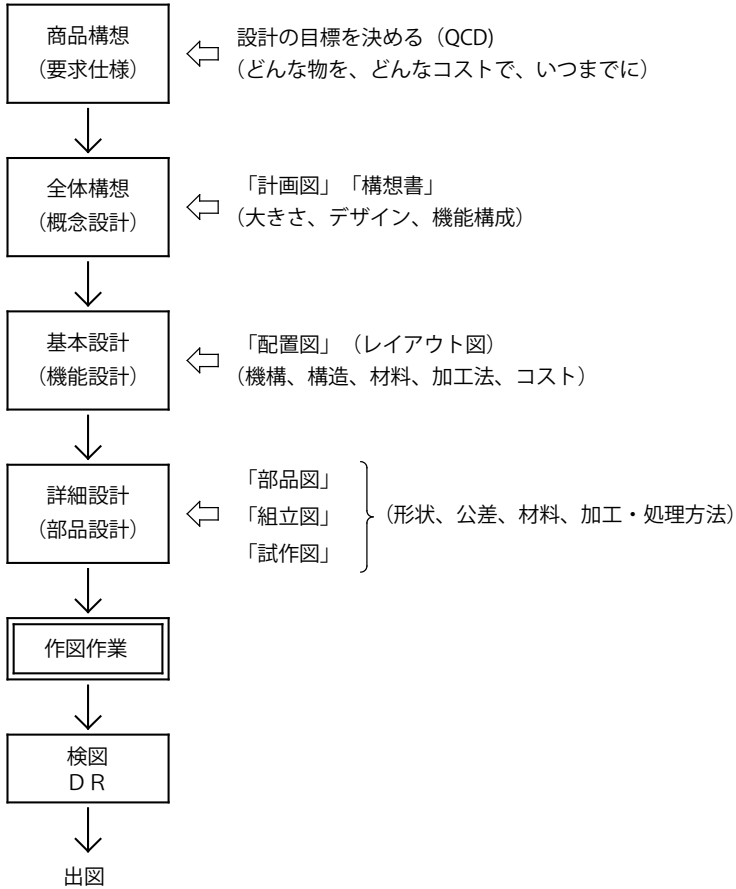 商品構想
（要求仕様）
設計の目標を決める（QCD)
（どんな物を、どんなコストで、いつまでに）
全体構想
（概念設計）
「計画図」「構想書」
（大きさ、デザイン、機能構成）
基本設計
（機能設計）
「配置図」（レイアウト図）
（機構、構造、材料、加工法、コスト）
詳細設計
（部品設計）
「部品図」
「組立図」
「試作図」
（形状、公差、材料、加工・処理方法）
作図作業
検図
ＤＲ
出図